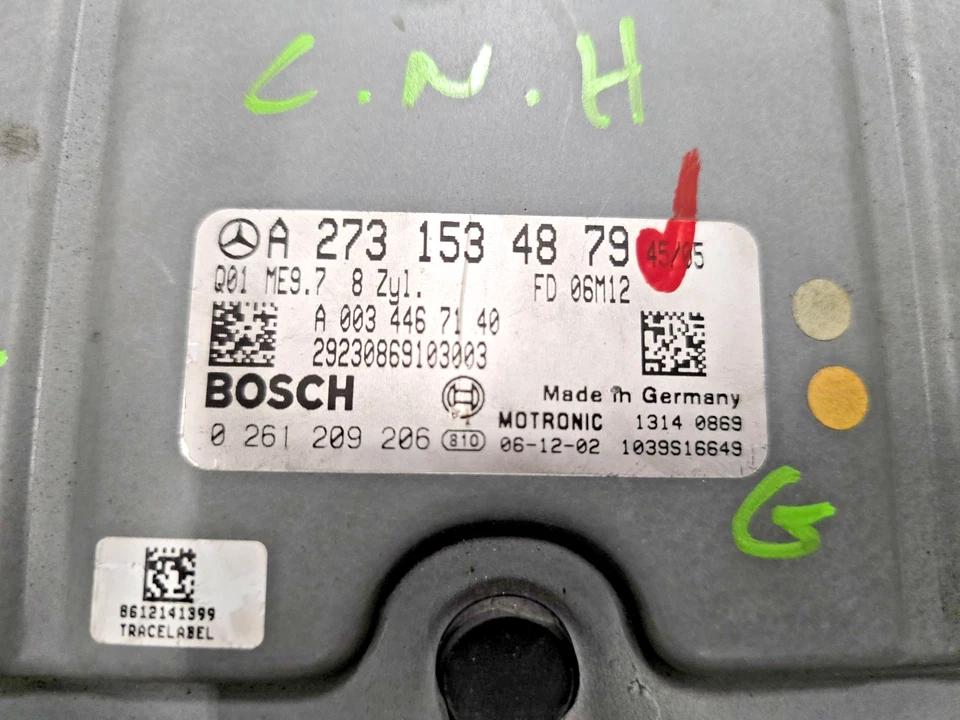 C.N.H
A 273 153 48 79 45/05
Q01 ME9.7 8 Zyl. FD 06M12
A 003 446 71 40
29230869103003
BOSCH
Made in Germany
MOTRONIC 1314 0869
0 261 209 206 810 06-12-02 1039S16649
G
8612141399
TRACELABEL